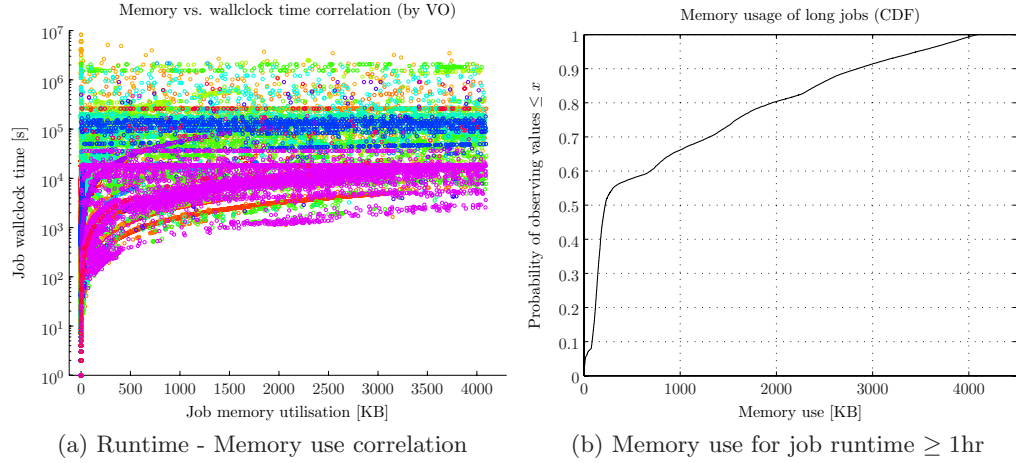 Memory vs. wallclock time correlation (by VO)
Job wallclock time [s]
10^7
10^6
10^5
10^4
10^3
10^2
10^1
10^0
0 500 1000 1500 2000 2500 3000 3500 4000
Job memory utilisation [KB]
(a) Runtime - Memory use correlation
Memory usage of long jobs (CDF)
Probability of observing values ≤ x
1
0.9
0.8
0.7
0.6
0.5
0.4
0.3
0.2
0.1
0
0 1000 2000 3000 4000
Memory use [KB]
(b) Memory use for job runtime ≥ 1hr